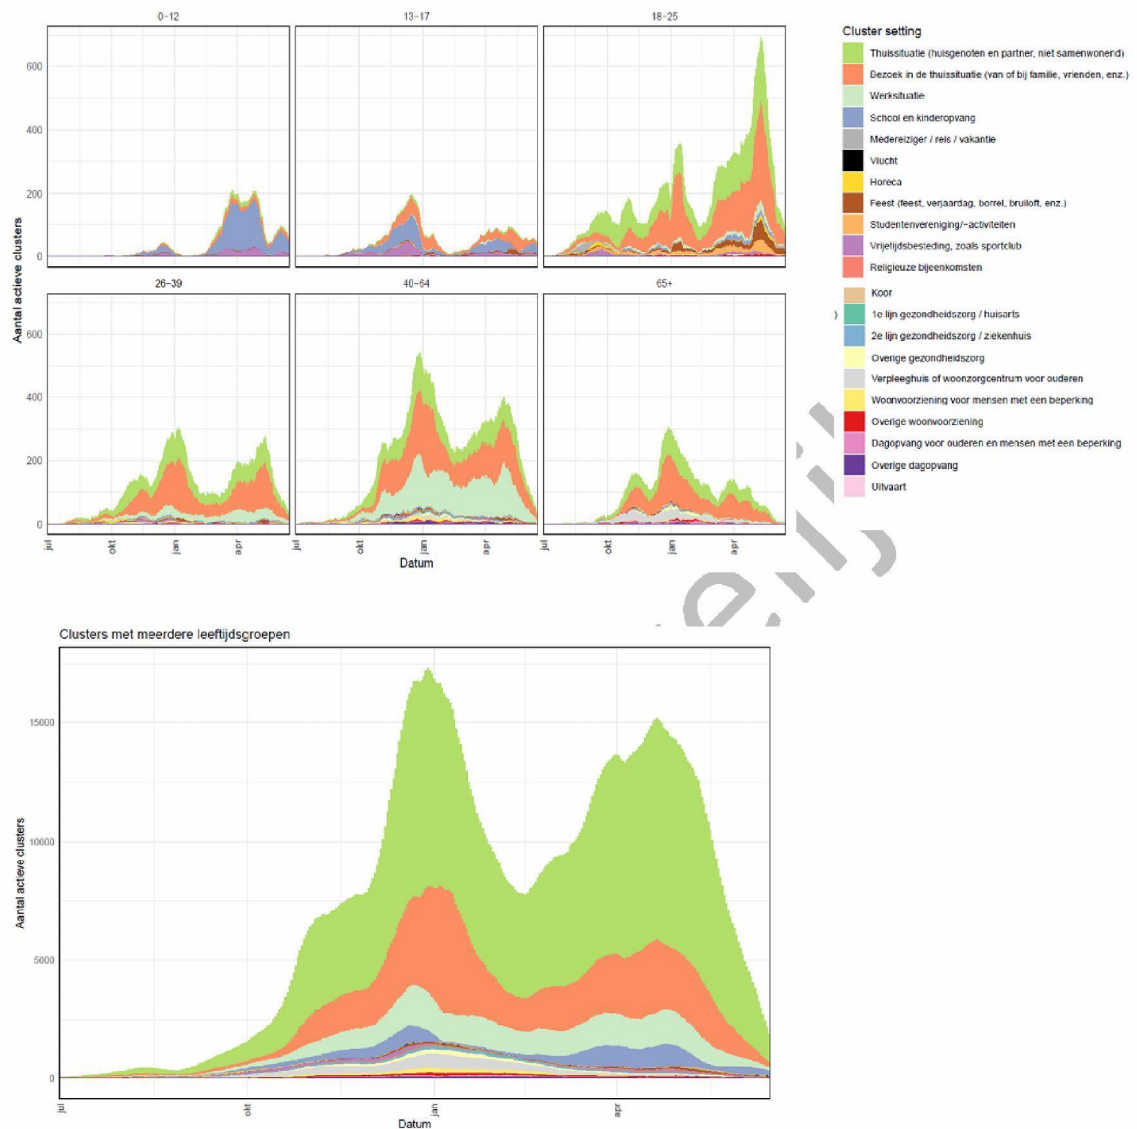 0-12
13-17
18-25
600
400
200
0
26-39
40-64
65+
600
400
200
0
Aantal actieve clusters
jul
okt
jan
apr
jul
okt
jan
apr
jul
okt
jan
apr
Datum
Cluster setting
Thuissituatie (huisgenoten en partner, niet samenwonend)
Bezoek in de thuissituatie (van of bij familie, vrienden, enz.)
Werksituatie
School en kinderopvang
Medereiziger / reis / vakantie
Vlucht
Horeca
Feest (feest, verjaardag, borrel, bruiloft, enz.)
Studentenvereniging/-activiteiten
Vrijetijdsbesteding, zoals sportclub
Religieuze bijeenkomsten
Koor
) 1e lijn gezondheidszorg / huisarts
2e lijn gezondheidszorg / ziekenhuis
Overige gezondheidszorg
Verpleeghuis of woonzorgcentrum voor ouderen
Woonvoorziening voor mensen met een beperking
Overige woonvoorziening
Dagopvang voor ouderen en mensen met een beperking
Overige dagopvang
Uitvaart
Clusters met meerdere leeftijdsgroepen
15000
10000
5000
0
Aantal actieve clusters
jul
okt
jan
apr
Datum